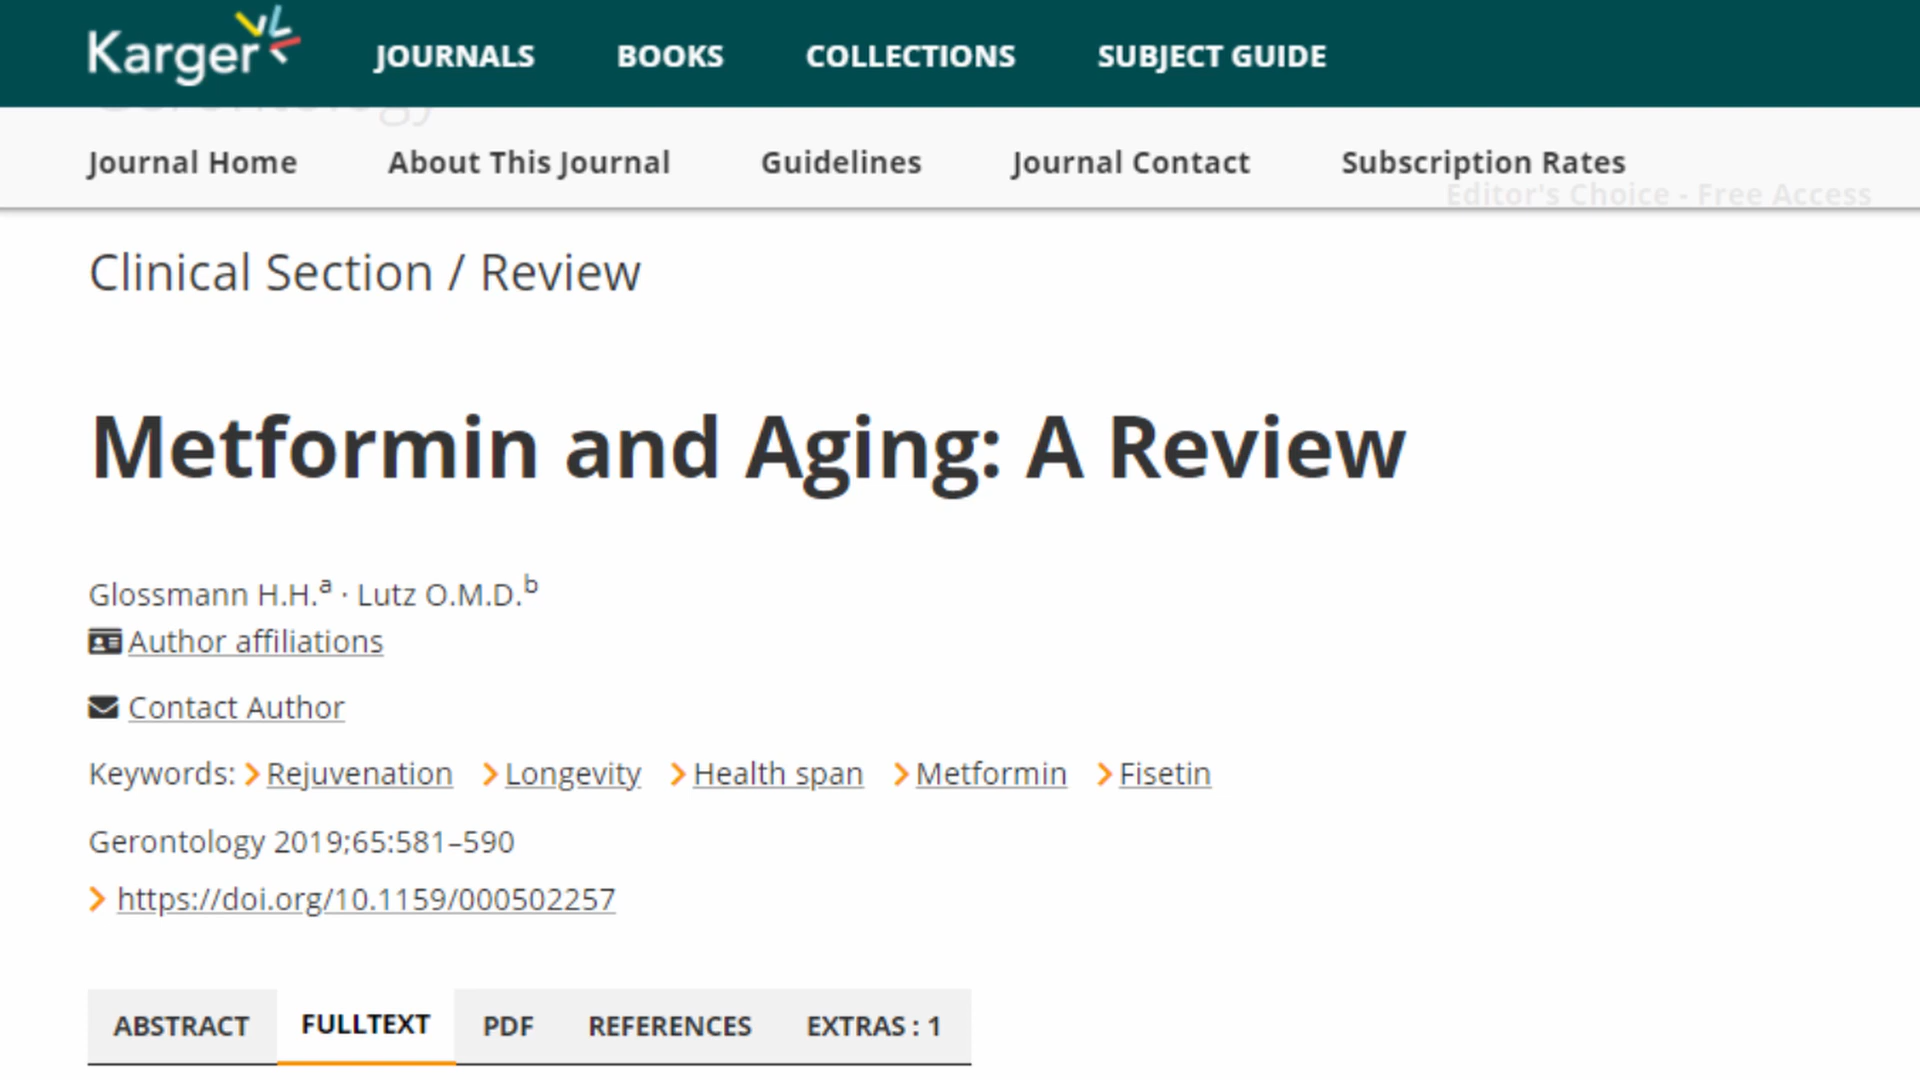 Karger JOURNALS BOOKS COLLECTIONS SUBJECT GUIDE
Gerontology
Journal Home About This Journal Guidelines Journal Contact Subscription Rates
Editor's Choice - Free Access
Clinical Section / Review
Metformin and Aging: A Review
Glossmann H.H.a · Lutz O.M.D.b
Author affiliations
Contact Author
Keywords: Rejuvenation Longevity Health span Metformin Fisetin
Gerontology 2019;65:581–590
https://doi.org/10.1159/000502257
ABSTRACT FULLTEXT PDF REFERENCES EXTRAS : 1